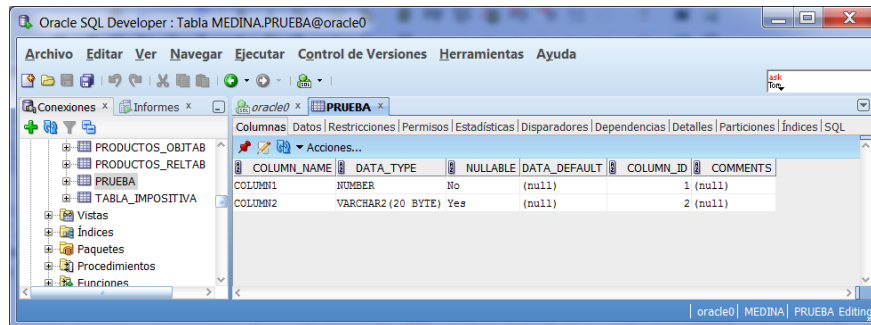 Oracle SQL Developer : Tabla MEDINA.PRUEBA@oracle0
Archivo Editar Ver Navegar Ejecutar Control de Versiones Herramientas Ayuda
ask
Tom
Conexiones Informes
oracle0 PRUEBA
Columnas Datos Restricciones Permisos Estadísticas Disparadores Dependencias Detalles Particiones Índices SQL
Acciones...
PRODUCTOS_OBJTAB
PRODUCTOS_RELTAB
PRUEBA
TABLA_IMPOSITIVA
Vistas
Índices
Paquetes
Procedimientos
Funciones
COLUMN_NAME DATA_TYPE NULLABLE DATA_DEFAULT COLUMN_ID COMMENTS
COLUMN1 NUMBER No (null) 1 (null)
COLUMN2 VARCHAR2(20 BYTE) Yes (null) 2 (null)
oracle0 MEDINA PRUEBA Editing